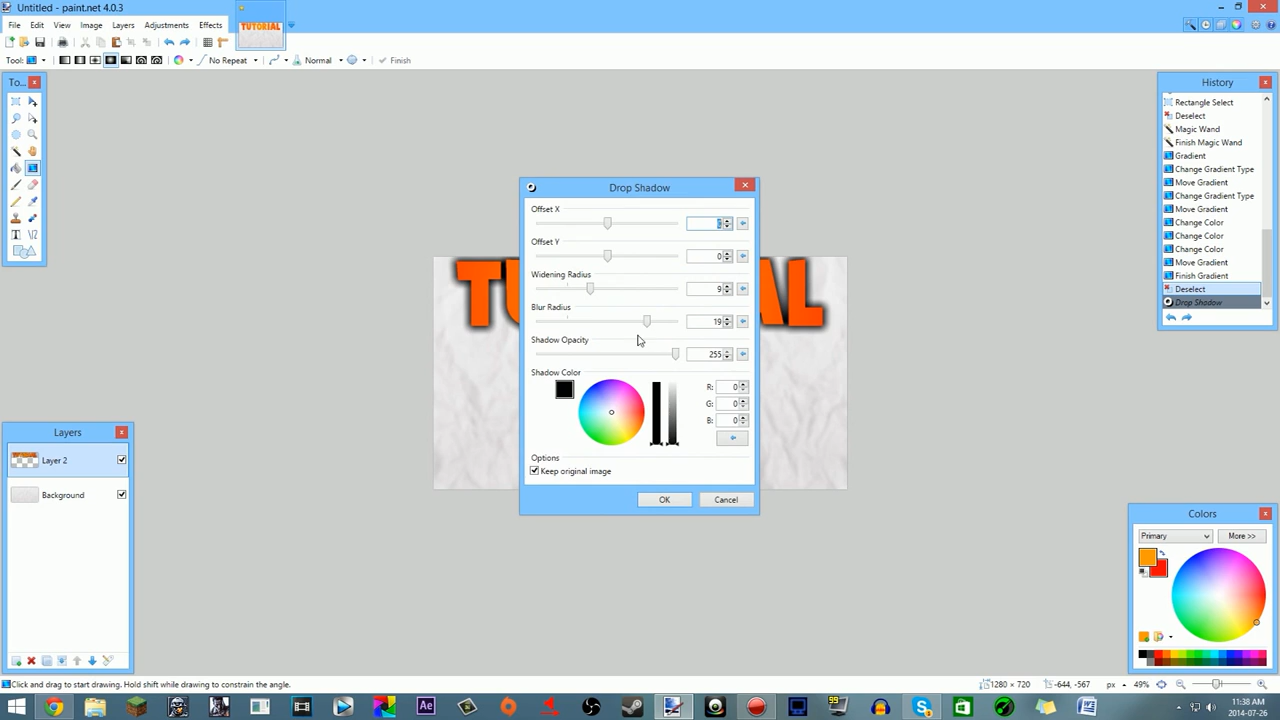 Untitled - paint.net 4.0.3
File Edit View Image Layers Adjustments Effects
TUTORIAL
Tool: No Repeat Normal Finish
To...
History
Rectangle Select
Deselect
Magic Wand
Finish Magic Wand
Gradient
Change Gradient Type
Move Gradient
Change Gradient Type
Move Gradient
Change Color
Change Color
Change Color
Move Gradient
Finish Gradient
Deselect
Drop Shadow
Drop Shadow
Offset X
Offset Y
0
Widening Radius
9
Blur Radius
19
Shadow Opacity
255
Shadow Color
R: 0
G: 0
B: 0
Options
Keep original image
OK Cancel
TU AL
Layers
Layer 2
Background
Colors
Primary More >>
Click and drag to start drawing. Hold shift while drawing to constrain the angle.
1280 × 720 -644, -567 px 49%
Ae
99
11:38 AM
2014-07-26